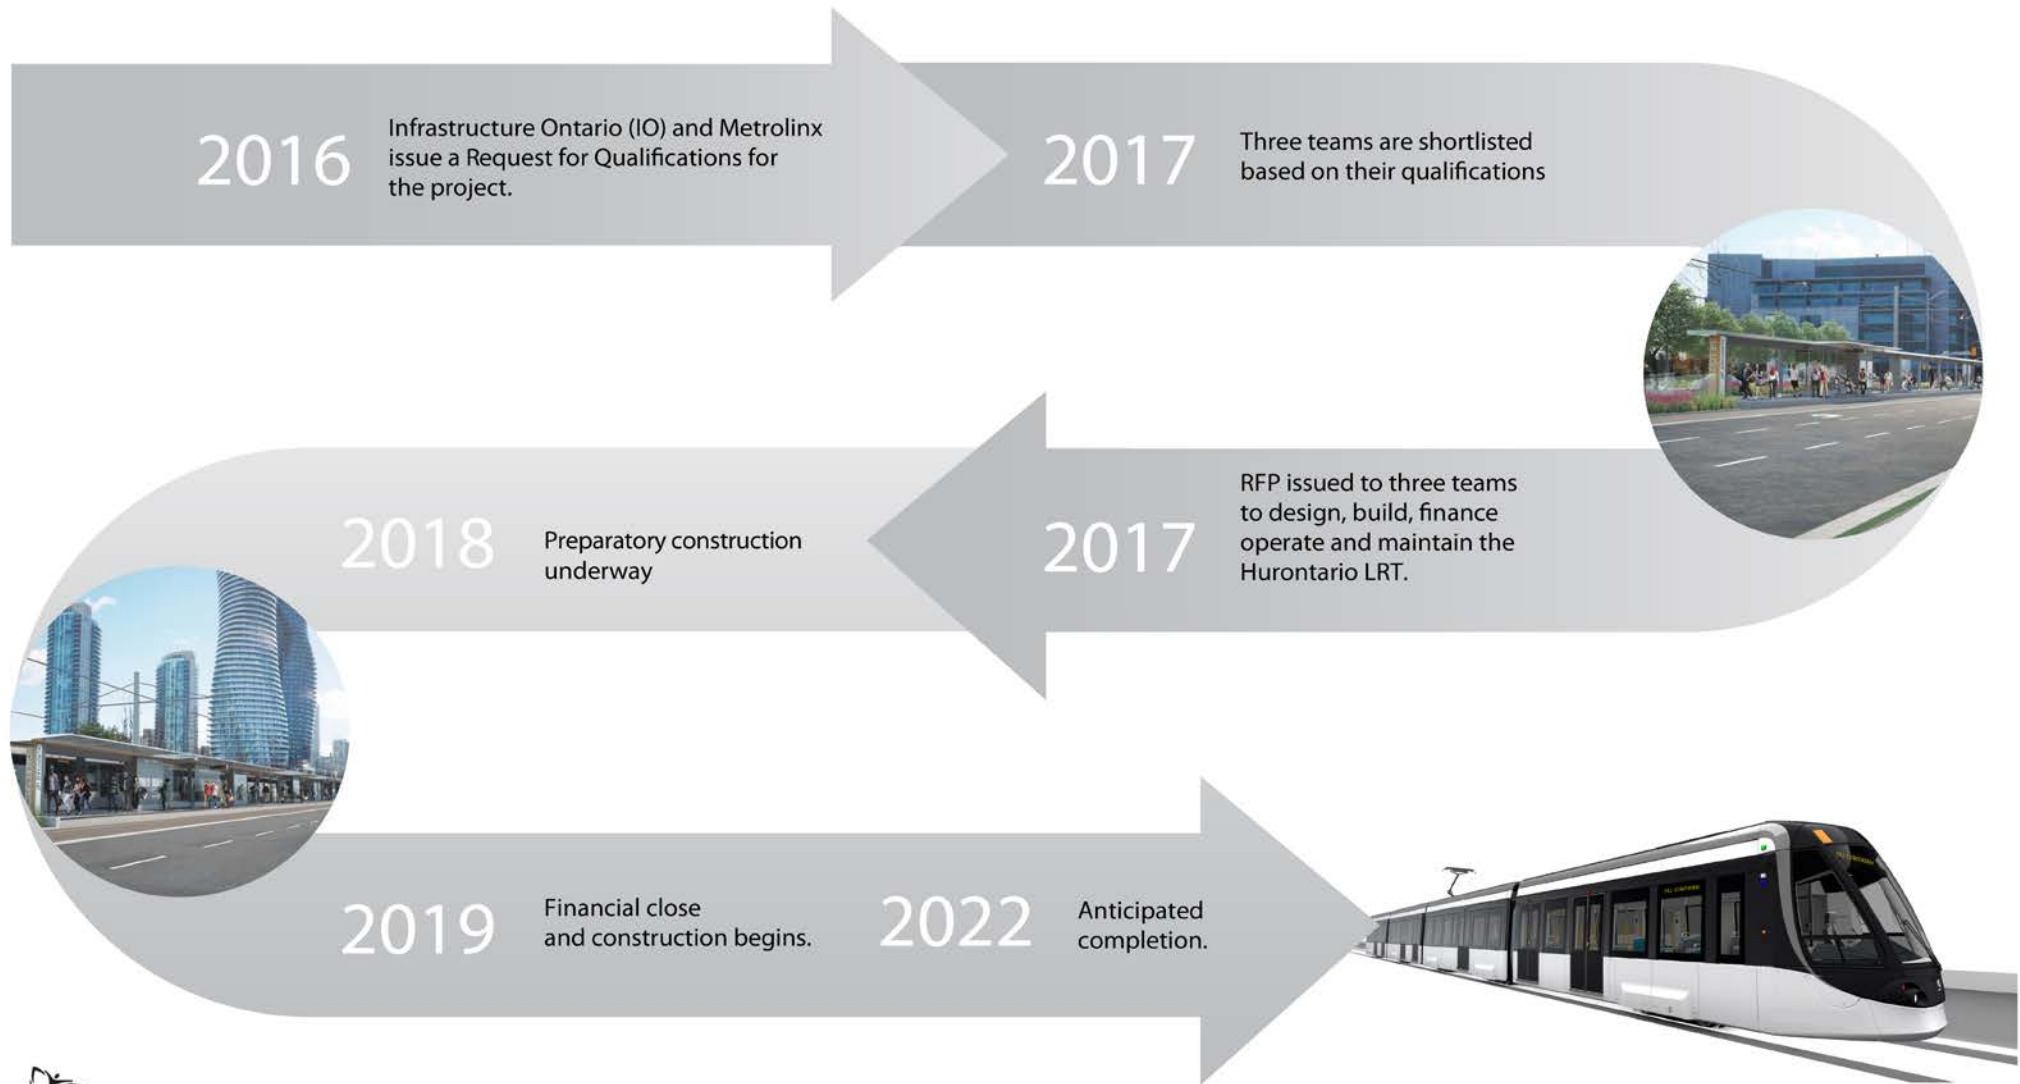 2016
Infrastructure Ontario (IO) and Metrolinx
issue a Request for Qualifications for
the project.
2017
Three teams are shortlisted
based on their qualifications
2017
RFP issued to three teams
to design, build, finance
operate and maintain the
Hurontario LRT.
2018
Preparatory construction
underway
2019
Financial close
and construction begins.
2022
Anticipated
completion.